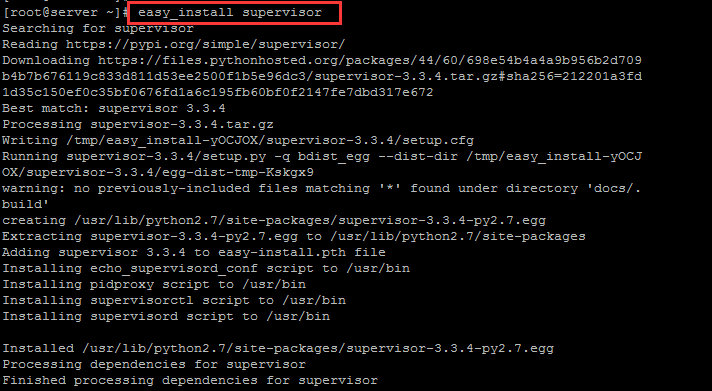 [root@server ~]# easy_install supervisor
Searching for supervisor
Reading https://pypi.org/simple/supervisor/
Downloading https://files.pythonhosted.org/packages/44/60/698e54b4a4a9b956b2d709
b4b7b676119c833d811d53ee2500f1b5e96dc3/supervisor-3.3.4.tar.gz#sha256=212201a3fd
1d35c150ef0c35bf0676fd1a6c195fb60bf0f2147fe7dbd317e672
Best match: supervisor 3.3.4
Processing supervisor-3.3.4.tar.gz
Writing /tmp/easy_install-yOCJOX/supervisor-3.3.4/setup.cfg
Running supervisor-3.3.4/setup.py -q bdist_egg --dist-dir /tmp/easy_install-yOCJ
OX/supervisor-3.3.4/egg-dist-tmp-Kskgx9
warning: no previously-included files matching '*' found under directory 'docs/.
build'
creating /usr/lib/python2.7/site-packages/supervisor-3.3.4-py2.7.egg
Extracting supervisor-3.3.4-py2.7.egg to /usr/lib/python2.7/site-packages
Adding supervisor 3.3.4 to easy-install.pth file
Installing echo_supervisord_conf script to /usr/bin
Installing pidproxy script to /usr/bin
Installing supervisorctl script to /usr/bin
Installing supervisord script to /usr/bin
Installed /usr/lib/python2.7/site-packages/supervisor-3.3.4-py2.7.egg
Processing dependencies for supervisor
Finished processing dependencies for supervisor